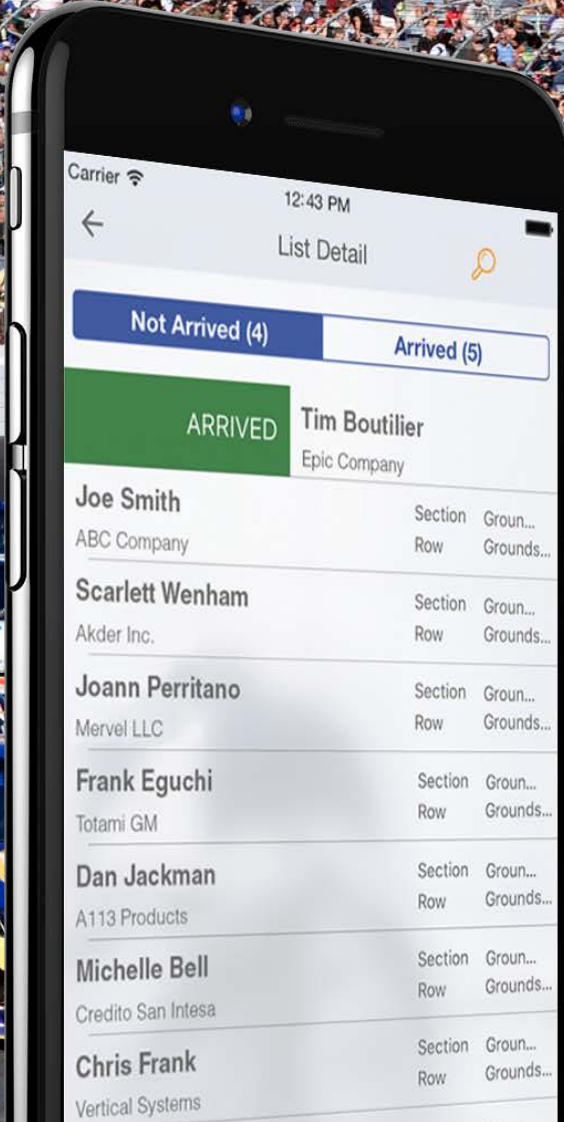 Carrier
12:43 PM
List Detail
Not Arrived (4)
Arrived (5)
ARRIVED
Tim Boutilier
Epic Company
Joe Smith
ABC Company
Section Groun...
Row Grounds...
Scarlett Wenham
Akder Inc.
Section Groun...
Row Grounds...
Joann Perritano
Mervel LLC
Section Groun...
Row Grounds...
Frank Eguchi
Totami GM
Section Groun...
Row Grounds...
Dan Jackman
A113 Products
Section Groun...
Row Grounds...
Michelle Bell
Credito San Intesa
Section Groun...
Row Grounds...
Chris Frank
Vertical Systems
Section Groun...
Row Grounds...